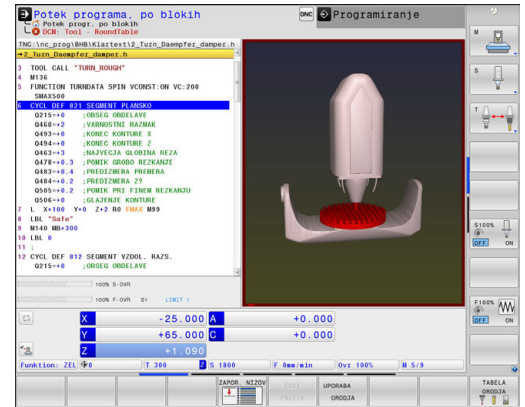 Potek programa, po blokih
Potek progr. po blokih
DCM: Tool - RoundTable
DNC
Programiranje
TNC:\nc_prog\BHB\Klartext\2_Turn_Daempfer_damper.h
→2_Turn_Daempfer_damper.h
3 TOOL CALL "TURN_ROUGH"
4 M136
5 FUNCTION TURNDATA SPIN VCONST:ON VC:200
SMAX500
6 CYCL DEF 821 SEGMENT PLANSKO
Q215=+0 ;OBSEG OBDELAVE
Q460=+2 ;VARNOSTNI RAZMAK
Q493=+0 ;KONEC KONTURE X
Q494=+0 ;KONEC KONTURE Z
Q463=+3 ;NAJVECJA GLOBINA REZA
Q478=+0.3 ;POMIK GROBO REZKANJE
Q483=+0.4 ;PREDIZMERA PREMERA
Q484=+0.2 ;PREDIZMERA Z?
Q505=+0.2 ;POMIK PRI FINEM REZKANJU
Q506=+0 ;GLAJENJE KONTURE
7 L X+100 Y+0 Z+2 R0 FMAX M99
8 LBL "Safe"
9 M140 MB+300
10 LBL 0
11 ;
12 CYCL DEF 812 SEGMENT VZDOL. RAZS.
Q215=+0 ;OBSEG OBDELAVE
100% S-OVR
100% F-OVR S1 LIMIT 1
X -25.000 A +0.000
Y +65.000 C +0.000
Z +1.090
Funktion: ZEL 0 T 300 Z S 1800 F 0mm/min Ovr 100% M 5/9
M
S
T
S100%
OFF ON
F100%
OFF ON
ZAPOR. NIZOV
EDIT
PALETA
UPORABA
ORODJA
TABELA
ORODJA